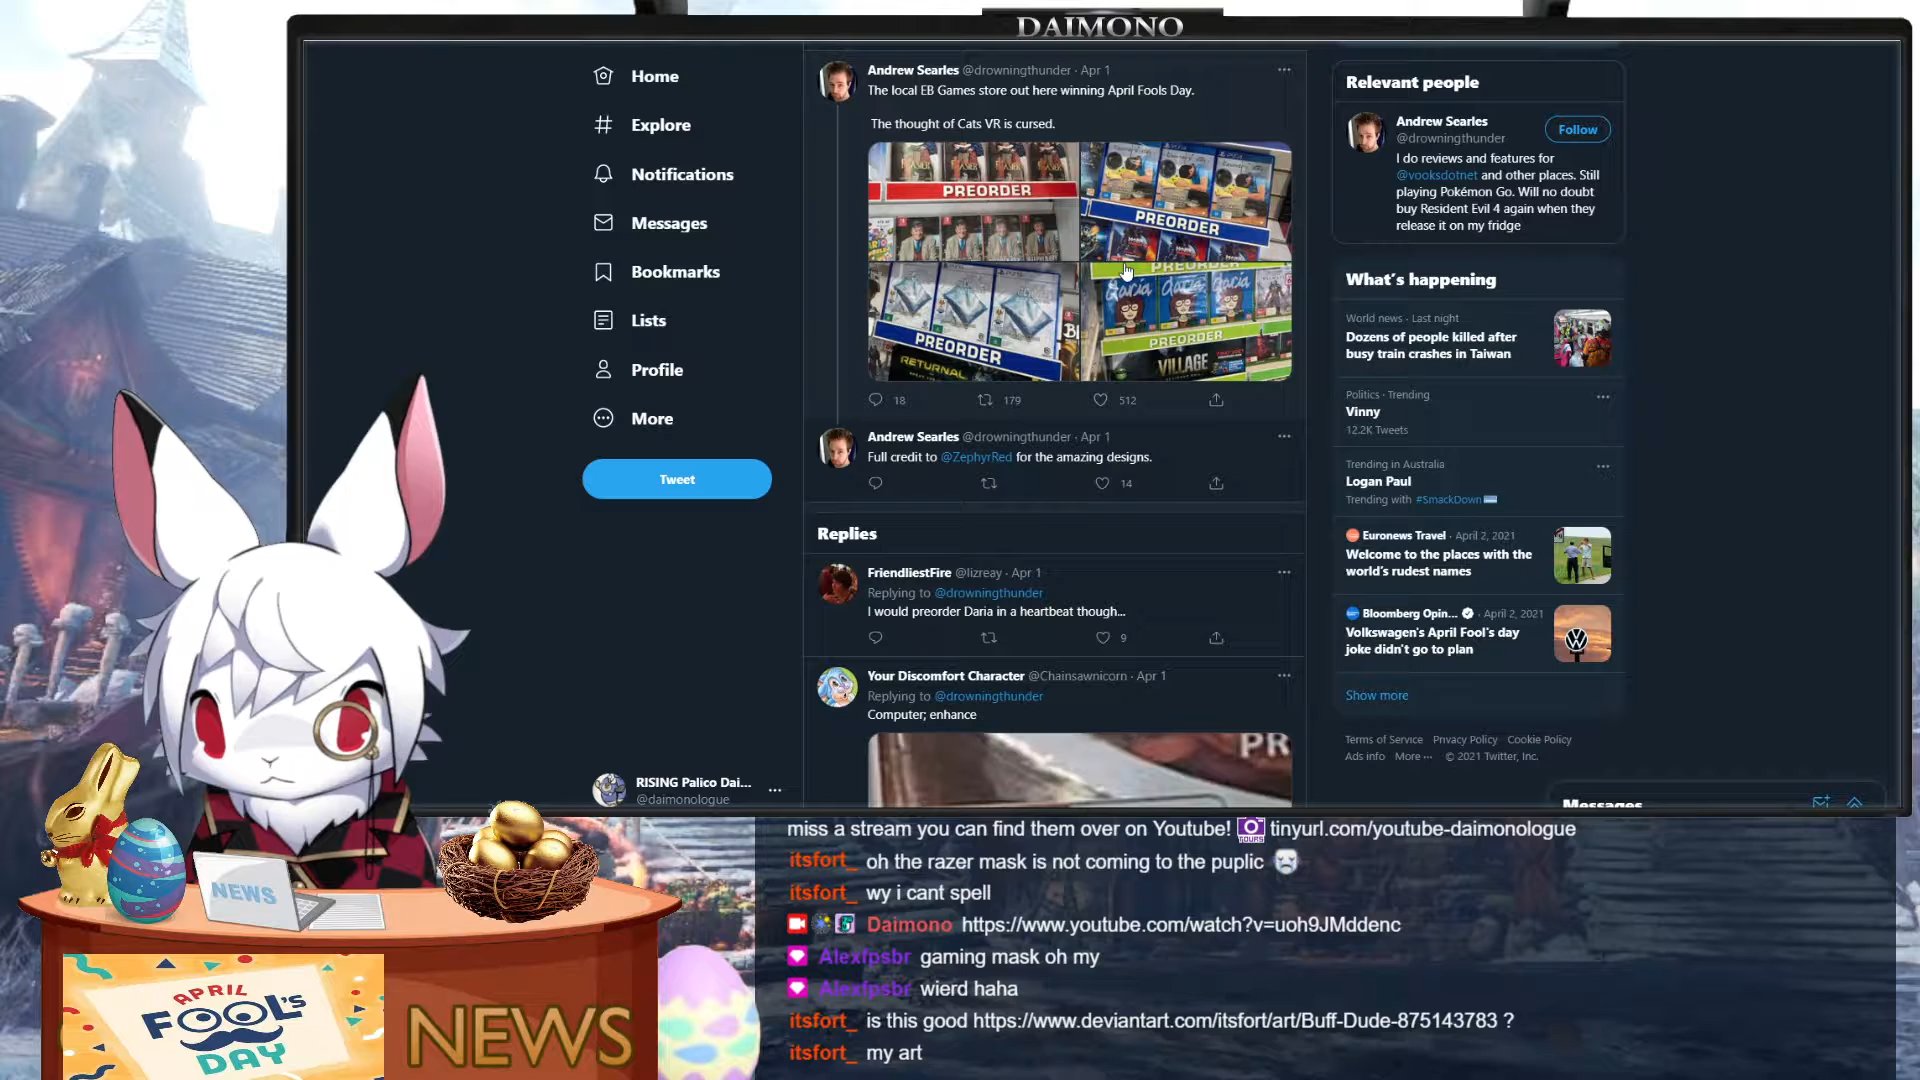 DAIMONO
Home
Explore
Notifications
Messages
Bookmarks
Lists
Profile
More
Tweet
RISING Palico Dai...
@daimonologue
Andrew Searles @drowningthunder · Apr 1
The local EB Games store out here winning April Fools Day.
The thought of Cats VR is cursed.
PREORDER
PREORDER
PREORDER
RETURNAL
PREORDER
daria daria daria
PREORDER
VILLAGE
18
179
512
Andrew Searles @drowningthunder · Apr 1
Full credit to @ZephyrRed for the amazing designs.
14
Replies
FriendliestFire @lizreay · Apr 1
Replying to @drowningthunder
I would preorder Daria in a heartbeat though...
9
Your Discomfort Character @Chainsawnicorn · Apr 1
Replying to @drowningthunder
Computer; enhance
PR
Relevant people
Andrew Searles
@drowningthunder
Follow
I do reviews and features for
@vooksdotnet and other places. Still
playing Pokémon Go. Will no doubt
buy Resident Evil 4 again when they
release it on my fridge
What's happening
World news · Last night
Dozens of people killed after
busy train crashes in Taiwan
Politics · Trending
Vinny
12.2K Tweets
Trending in Australia
Logan Paul
Trending with #SmackDown
Euronews Travel · April 2, 2021
Welcome to the places with the
world's rudest names
Bloomberg Opin... · April 2, 2021
Volkswagen's April Fool's day
joke didn't go to plan
Show more
Terms of Service Privacy Policy Cookie Policy
Ads info More ··· © 2021 Twitter, Inc.
Messages
miss a stream you can find them over on Youtube! tinyurl.com/youtube-daimonologue
itsfort_ oh the razer mask is not coming to the puplic
itsfort_ wy i cant spell
Daimono https://www.youtube.com/watch?v=uoh9JMddenc
Alexfpsbr gaming mask oh my
Alexfpsbr wierd haha
itsfort_ is this good https://www.deviantart.com/itsfort/art/Buff-Dude-875143783 ?
itsfort_ my art
NEWS
APRIL
FOOL'S
DAY
NEWS